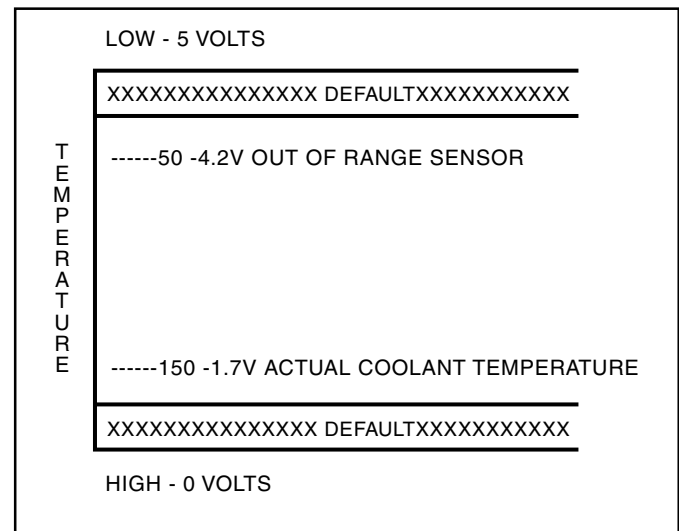 LOW - 5 VOLTS
XXXXXXXXXXXXXXX DEFAULTXXXXXXXXXXX
TEMPERATURE
------50 -4.2V OUT OF RANGE SENSOR
------150 -1.7V ACTUAL COOLANT TEMPERATURE
XXXXXXXXXXXXXXX DEFAULTXXXXXXXXXXX
HIGH - 0 VOLTS